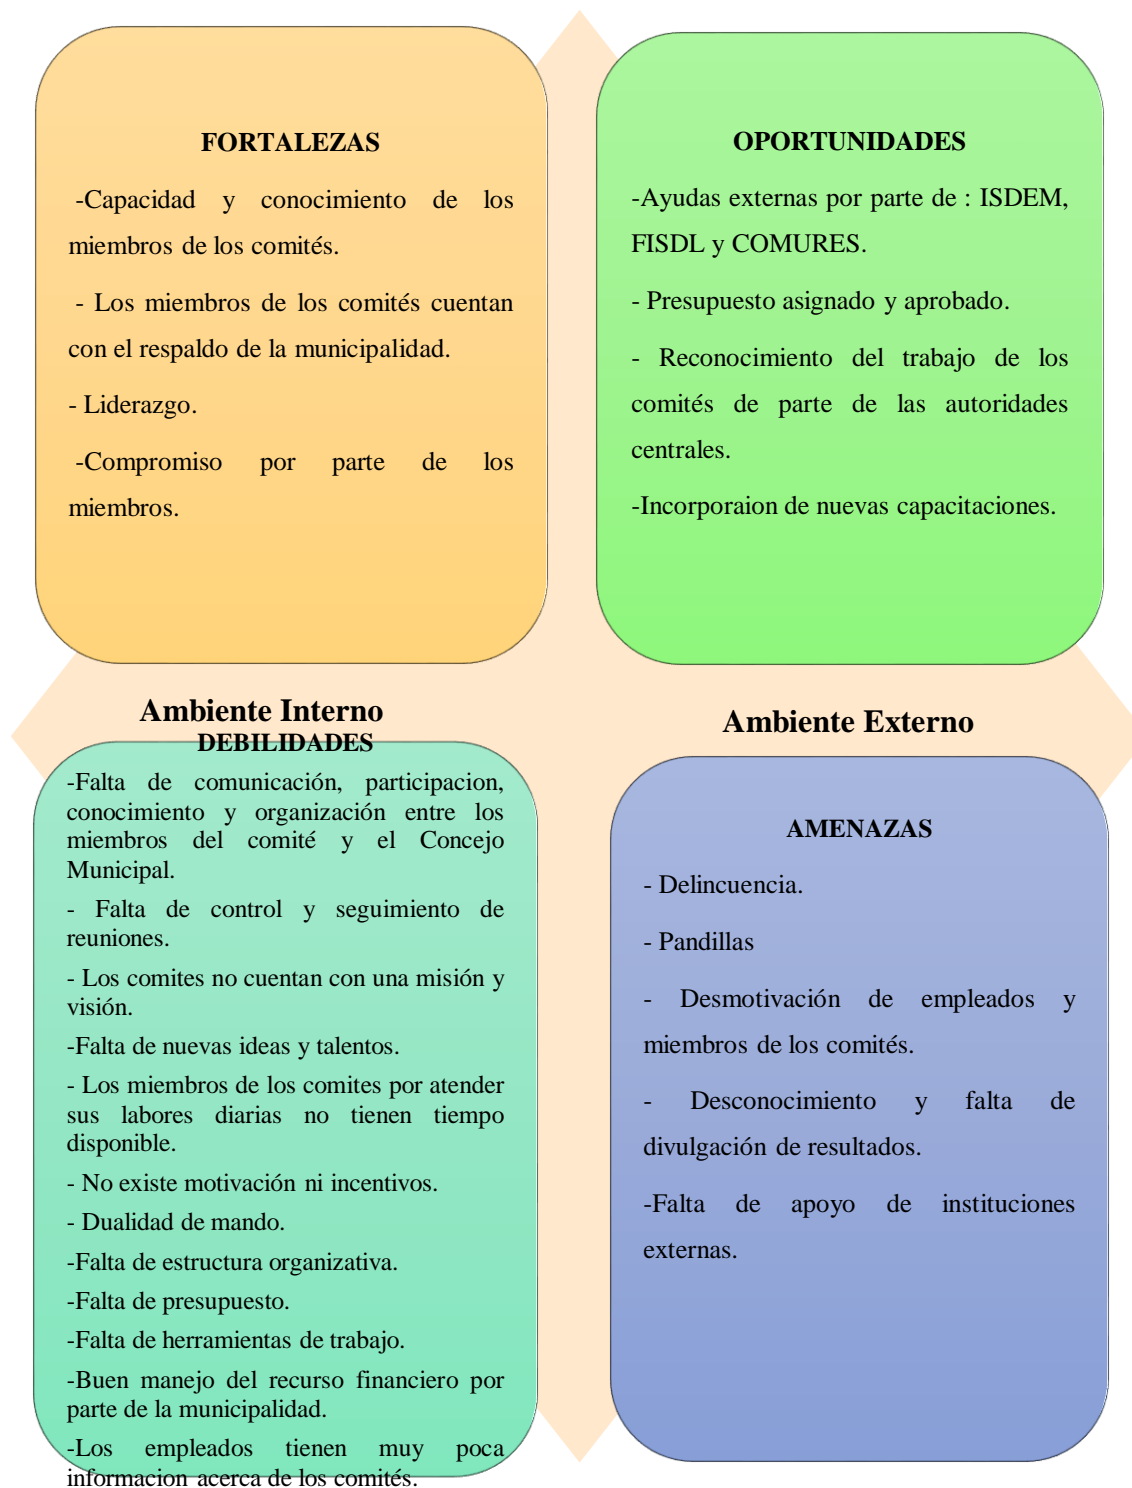 FORTALEZAS
-Capacidad y conocimiento de los
miembros de los comités.
- Los miembros de los comités cuentan
con el respaldo de la municipalidad.
- Liderazgo.
-Compromiso por parte de los
miembros.
OPORTUNIDADES
-Ayudas externas por parte de : ISDEM,
FISDL y COMURES.
- Presupuesto asignado y aprobado.
- Reconocimiento del trabajo de los
comités de parte de las autoridades
centrales.
-Incorporaion de nuevas capacitaciones.
Ambiente Interno
DEBILIDADES
-Falta de comunicación, participacion,
conocimiento y organización entre los
miembros del comité y el Concejo
Municipal.
- Falta de control y seguimiento de
reuniones.
- Los comites no cuentan con una misión y
visión.
-Falta de nuevas ideas y talentos.
- Los miembros de los comites por atender
sus labores diarias no tienen tiempo
disponible.
- No existe motivación ni incentivos.
- Dualidad de mando.
-Falta de estructura organizativa.
-Falta de presupuesto.
-Falta de herramientas de trabajo.
-Buen manejo del recurso financiero por
parte de la municipalidad.
-Los empleados tienen muy poca
informacion acerca de los comités.
Ambiente Externo
AMENAZAS
- Delincuencia.
- Pandillas
- Desmotivación de empleados y
miembros de los comités.
- Desconocimiento y falta de
divulgación de resultados.
-Falta de apoyo de instituciones
externas.